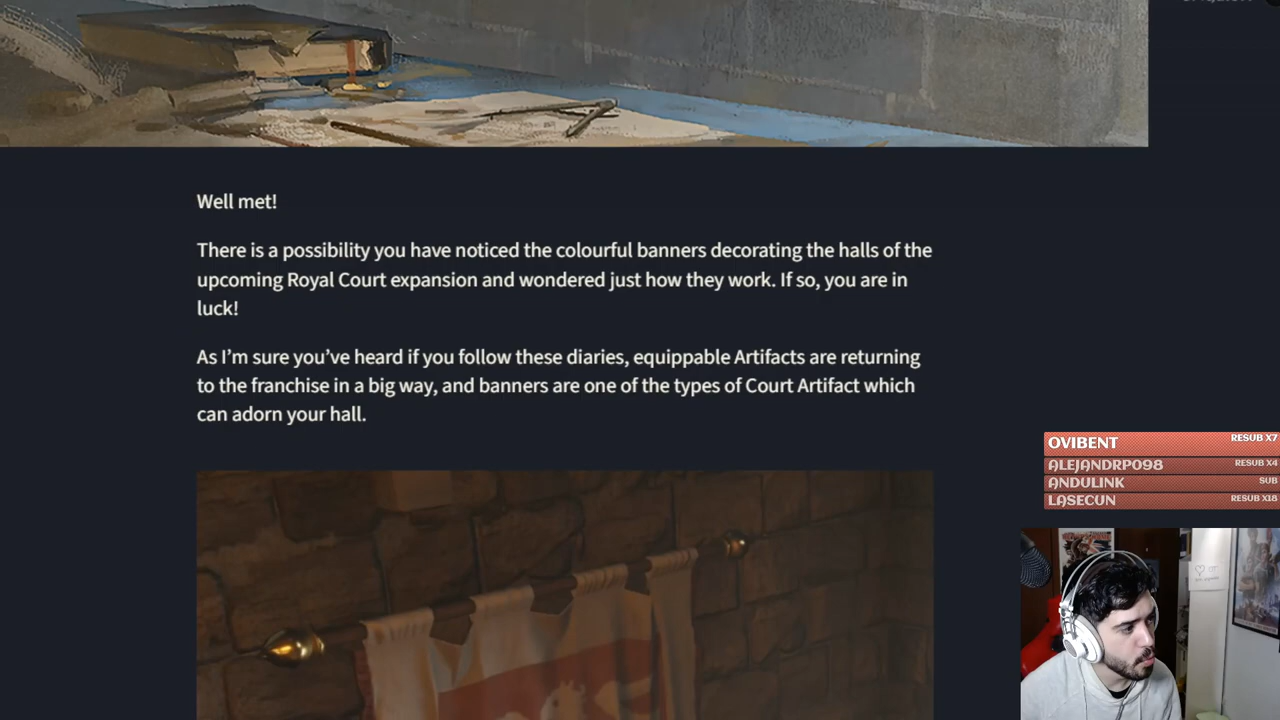 Well met!
There is a possibility you have noticed the colourful banners decorating the halls of the
upcoming Royal Court expansion and wondered just how they work. If so, you are in
luck!
As I’m sure you’ve heard if you follow these diaries, equippable Artifacts are returning
to the franchise in a big way, and banners are one of the types of Court Artifact which
can adorn your hall.
OVIBENT RESUB X7
ALEJANDRP098 RESUB X4
ANDULINK SUB
LASECUN RESUB X18